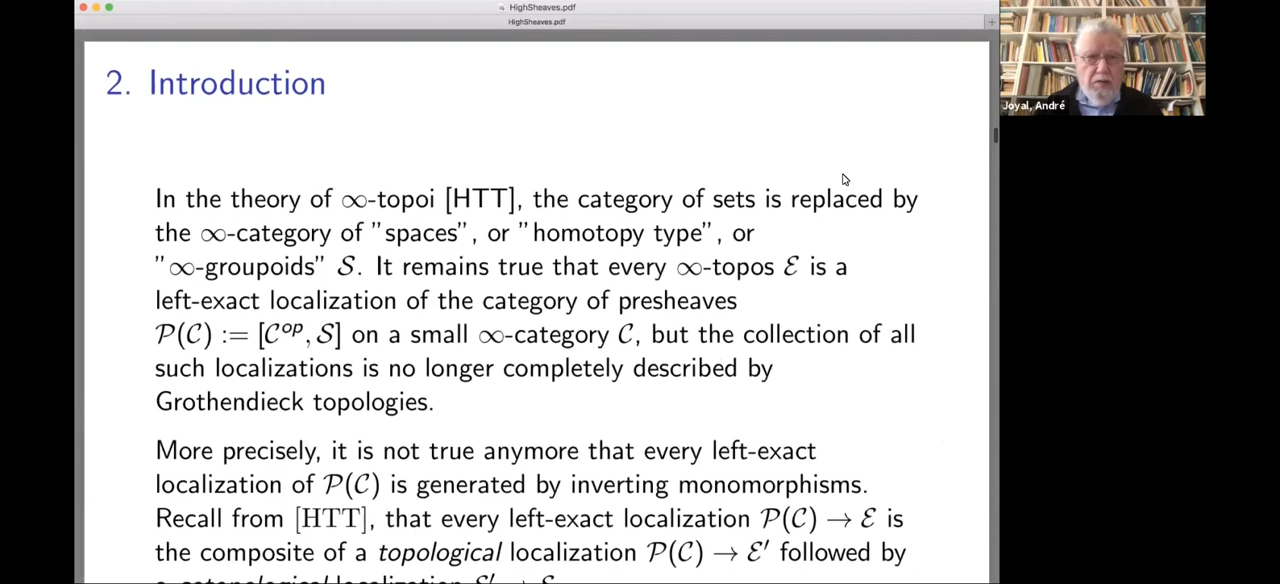 HighSheaves.pdf
HighSheaves.pdf
2. Introduction
Joyal, André
In the theory of ∞-topoi [HTT], the category of sets is replaced by
the ∞-category of "spaces", or "homotopy type", or
"∞-groupoids" 𝒮. It remains true that every ∞-topos ℰ is a
left-exact localization of the category of presheaves
𝒫(𝒞) := [𝒞ᵒᵖ, 𝒮] on a small ∞-category 𝒞, but the collection of all
such localizations is no longer completely described by
Grothendieck topologies.
More precisely, it is not true anymore that every left-exact
localization of 𝒫(𝒞) is generated by inverting monomorphisms.
Recall from [HTT], that every left-exact localization 𝒫(𝒞) → ℰ is
the composite of a topological localization 𝒫(𝒞) → ℰ′ followed by
a cotopological localization ℰ′ → ℰ